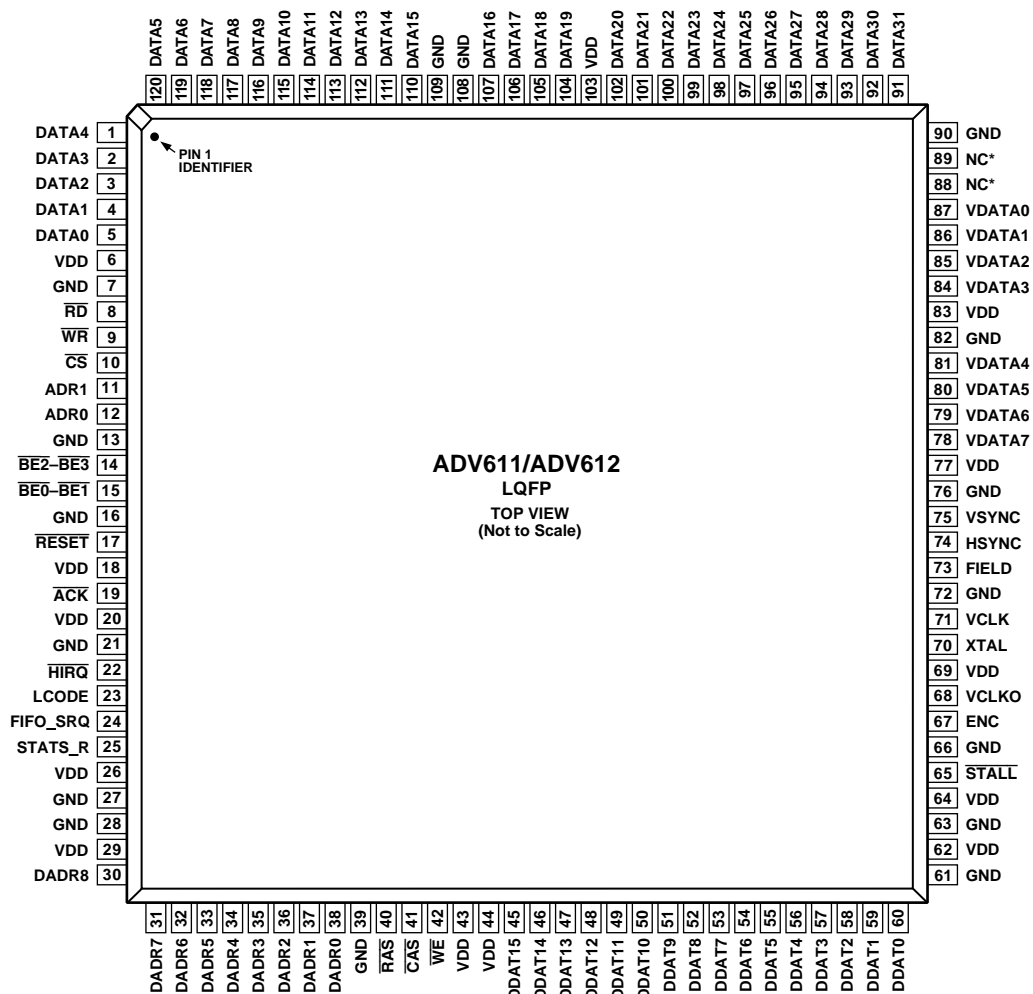 DATA5
DATA6
DATA7
DATA8
DATA9
DATA10
DATA11
DATA12
DATA13
DATA14
DATA15
GND
GND
DATA16
DATA17
DATA18
DATA19
VDD
DATA20
DATA21
DATA22
DATA23
DATA24
DATA25
DATA26
DATA27
DATA28
DATA29
DATA30
DATA31
120 119 118 117 116 115 114 113 112 111 110 109 108 107 106 105 104 103 102 101 100 99 98 97 96 95 94 93 92 91
DATA4 1
DATA3 2
DATA2 3
DATA1 4
DATA0 5
VDD 6
GND 7
RD 8
WR 9
CS 10
ADR1 11
ADR0 12
GND 13
BE2–BE3 14
BE0–BE1 15
GND 16
RESET 17
VDD 18
ACK 19
VDD 20
GND 21
HIRQ 22
LCODE 23
FIFO_SRQ 24
STATS_R 25
VDD 26
GND 27
GND 28
VDD 29
DADR8 30
PIN 1
IDENTIFIER
ADV611/ADV612
LQFP
TOP VIEW
(Not to Scale)
90 GND
89 NC*
88 NC*
87 VDATA0
86 VDATA1
85 VDATA2
84 VDATA3
83 VDD
82 GND
81 VDATA4
80 VDATA5
79 VDATA6
78 VDATA7
77 VDD
76 GND
75 VSYNC
74 HSYNC
73 FIELD
72 GND
71 VCLK
70 XTAL
69 VDD
68 VCLKO
67 ENC
66 GND
65 STALL
64 VDD
63 GND
62 VDD
61 GND
31 32 33 34 35 36 37 38 39 40 41 42 43 44 45 46 47 48 49 50 51 52 53 54 55 56 57 58 59 60
DADR7
DADR6
DADR5
DADR4
DADR3
DADR2
DADR1
DADR0
GND
RAS
CAS
WE
VDD
VDD
DDAT15
DDAT14
DDAT13
DDAT12
DDAT11
DDAT10
DDAT9
DDAT8
DDAT7
DDAT6
DDAT5
DDAT4
DDAT3
DDAT2
DDAT1
DDAT0